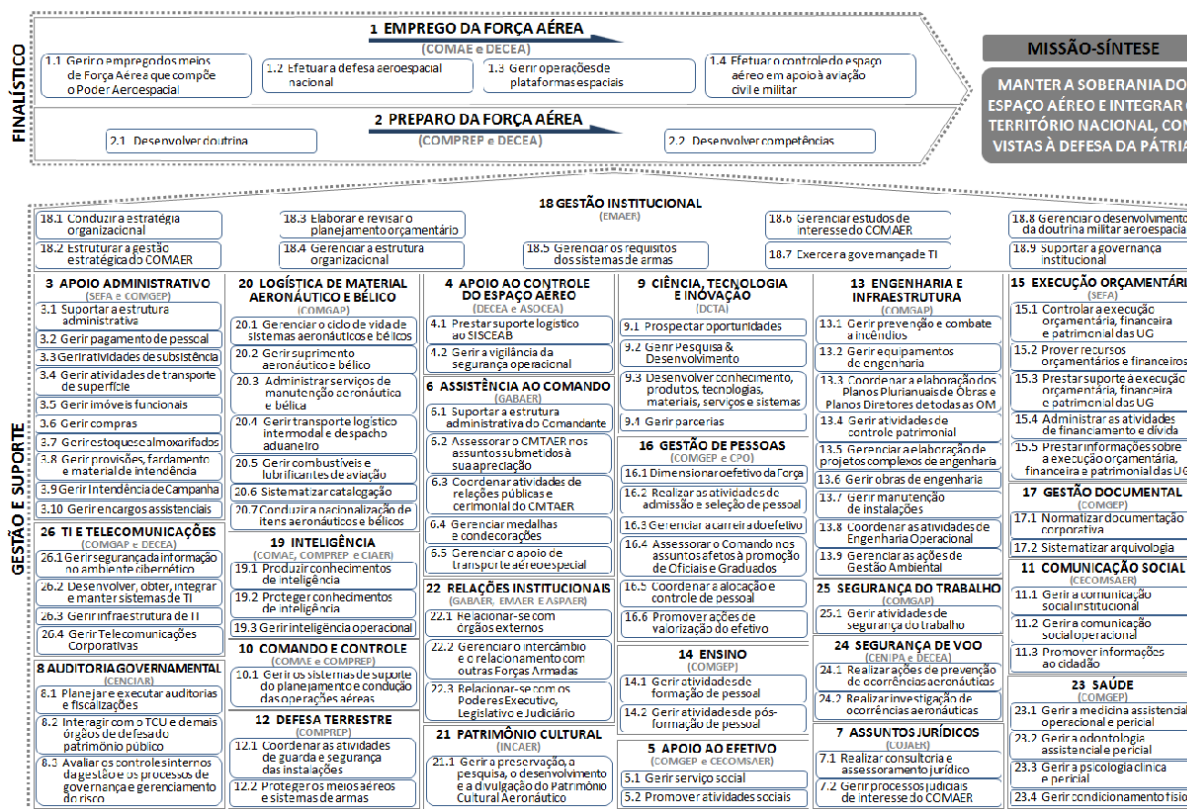 FINALÍSTICO
1 EMPREGO DA FORÇA AÉREA
(COMAE e DECEA)
1.1 Gerir o emprego dos meios
de Força Aérea que compõe
o Poder Aeroespacial
1.2 Efetuar a defesa aeroespacial
nacional
1.3 Gerir operações de
plataformas espaciais
1.4 Efetuar o controle do espaço
aéreo em apoio à aviação
civil e militar
2 PREPARO DA FORÇA AÉREA
(COMPREP e DECEA)
2.1 Desenvolver doutrina
2.2 Desenvolver competências
MISSÃO-SÍNTESE
MANTER A SOBERANIA DO
ESPAÇO AÉREO E INTEGRAR
TERRITÓRIO NACIONAL, COM
VISTAS À DEFESA DA PÁTRIA
GESTÃO E SUPORTE
18 GESTÃO INSTITUCIONAL
(EMAER)
18.1 Conduzir a estratégia
organizacional
18.2 Estruturar a gestão
estratégica do COMAER
18.3 Elaborar e revisar o
planejamento orçamentário
18.4 Gerenciar a estrutura
organizacional
18.5 Gerenciar os requisitos
dos sistemas de armas
18.6 Gerenciar estudos de
interesse do COMAER
18.7 Exercer a governança de TI
18.8 Gerenciar o desenvolvimento
da doutrina militar aeroespacial
18.9 Suportar a governança
institucional
3 APOIO ADMINISTRATIVO
(SEFA e COMGEP)
3.1 Suportar a estrutura
administrativa
3.2 Gerir pagamento de pessoal
3.3 Gerir atividades de subsistência
3.4 Gerir atividades de transporte
de superfície
3.5 Gerir imóveis funcionais
3.6 Gerir compras
3.7 Gerir estoque e almoxarifados
3.8 Gerir provisões, fardamento
e material de intendência
3.9 Gerir Intendência de Campanha
3.10 Gerir encargos assistenciais
26 TI E TELECOMUNICAÇÕES
(COMGAP e DECEA)
26.1 Gerir segurança da informação
no ambiente cibernético
26.2 Desenvolver, obter, integrar
e manter sistemas de TI
26.3 Gerir infraestrutura de TI
26.4 Gerir Telecomunicações
Corporativas
8 AUDITORIA GOVERNAMENTAL
(CENCIAR)
8.1 Planejar e executar auditorias
e fiscalizações
8.2 Interagir com o TCU e demais
órgãos de defesa do
patrimônio público
8.3 Avaliar os controles internos
da gestão e os processos de
governança e gerenciamento
do risco
20 LOGÍSTICA DE MATERIAL
AERONÁUTICO E BÉLICO
(COMGAP)
20.1 Gerenciar o ciclo de vida de
sistemas aeronáuticos e bélicos
20.2 Gerir suprimento
aeronáutico e bélico
20.3 Administrar serviços de
manutenção aeronáutica
e bélica
20.4 Gerir transporte logístico
intermodal e despacho
aduaneiro
20.5 Gerir combustíveis e
lubrificantes de aviação
20.6 Sistematizar catalogação
20.7 Conduzir a nacionalização de
itens aeronáuticos e bélicos
19 INTELIGÊNCIA
(COMAE, COMPREP e CIAER)
19.1 Produzir conhecimentos
de inteligência
19.2 Proteger conhecimentos
de inteligência
19.3 Gerir inteligência operacional
10 COMANDO E CONTROLE
(COMAE e COMPREP)
10.1 Gerir os sistemas de suporte
do planejamento e condução
das operações aéreas
12 DEFESA TERRESTRE
(COMPREP)
12.1 Coordenar as atividades
de guarda e segurança
das instalações
12.2 Proteger os meios aéreos
e sistemas de armas
4 APOIO AO CONTROLE
DO ESPAÇO AÉREO
(DECEA e ASOCEA)
4.1 Prestar suporte logístico
ao SISCEAB
4.2 Gerir a vigilância da
segurança operacional
6 ASSISTÊNCIA AO COMANDO
(GABAER)
6.1 Suportar a estrutura
administrativa do Comandante
6.2 Assessorar o CMTAER nos
assuntos submetidos à
sua apreciação
6.3 Coordenar atividades de
relações públicas e
cerimonial do CMTAER
6.4 Gerenciar medalhas
e condecorações
6.5 Gerenciar o apoio de
transporte aéreo especial
22 RELAÇÕES INSTITUCIONAIS
(GABAER, EMAER E ASPAER)
22.1 Relacionar-se com
órgãos externos
22.2 Gerenciar o intercâmbio
e o relacionamento com
outras Forças Armadas
22.3 Relacionar-se com os
Poderes Executivo,
Legislativo e Judiciário
21 PATRIMÔNIO CULTURAL
(INCAER)
21.1 Gerir a preservação, a
pesquisa, o desenvolvimento
e a divulgação do Patrimônio
Cultural Aeronáutico
9 CIÊNCIA, TECNOLOGIA
E INOVAÇÃO
(DCTA)
9.1 Prospectar oportunidades
9.2 Gerir Pesquisa &
Desenvolvimento
9.3 Desenvolver conhecimento,
produtos, tecnologias,
materiais, serviços e sistemas
9.4 Gerir parcerias
16 GESTÃO DE PESSOAS
(COMGEP e CPO)
16.1 Dimensionar o efetivo da Força
16.2 Realizar as atividades de
admissão e seleção de pessoal
16.3 Gerenciar a carreira do efetivo
16.4 Assessorar o Comando nos
assuntos afetos à promoção
de Oficiais e Graduados
16.5 Coordenar a alocação e
controle de pessoal
16.6 Promover ações de
valorização do efetivo
14 ENSINO
(COMGEP)
14.1 Gerir atividades de
formação de pessoal
14.2 Gerir atividades de pós-
formação de pessoal
5 APOIO AO EFETIVO
(COMGEP e CECOMSAER)
5.1 Gerir serviço social
5.2 Promover atividades sociais
13 ENGENHARIA E
INFRAESTRUTURA
(COMGAP)
13.1 Gerir prevenção e combate
a incêndios
13.2 Gerir equipamentos
de engenharia
13.3 Coordenar a elaboração dos
Planos Plurianuais de Obras e
Planos Diretores de todas as OM
13.4 Gerir atividades de
controle patrimonial
13.5 Gerenciar a elaboração de
projetos complexos de engenharia
13.6 Gerir obras de engenharia
13.7 Gerir manutenção
de instalações
13.8 Coordenar as atividades de
Engenharia Operacional
13.9 Gerenciar as ações de
Gestão Ambiental
25 SEGURANÇA DO TRABALHO
(COMGAP)
25.1 Gerir atividades de
segurança do trabalho
24 SEGURANÇA DE VOO
(CENIPA e DECEA)
24.1 Realizar ações de prevenção
de ocorrências aeronáuticas
24.2 Realizar investigação de
ocorrências aeronáuticas
7 ASSUNTOS JURÍDICOS
(COJAER)
7.1 Realizar consultoria e
assessoramento jurídico
7.2 Gerir processos judiciais
de interesse do COMAER
15 EXECUÇÃO ORÇAMENTÁRI
(SEFA)
15.1 Controlar a execução
orçamentária, financeira
e patrimonial das UG
15.2 Prover recursos
orçamentários e financeiros
15.3 Prestar suporte à execução
orçamentária, financeira
e patrimonial das UG
15.4 Administrar as atividades
de financiamento e dívida
15.5 Prestar informações sobre
a execução orçamentária,
financeira e patrimonial das UG
17 GESTÃO DOCUMENTAL
(COMGEP)
17.1 Normatizar documentação
corporativa
17.2 Sistematizar arquivologia
11 COMUNICAÇÃO SOCIAL
(CECOMSAER)
11.1 Gerir a comunicação
social institucional
11.2 Gerir a comunicação
social operacional
11.3 Promover informações
ao cidadão
23 SAÚDE
(COMGEP)
23.1 Gerir a medicina assistencial
operacional e pericial
23.2 Gerir a odontologia
assistencial e pericial
23.3 Gerir a psicologia clínica
e pericial
23.4 Gerir condicionamento físico